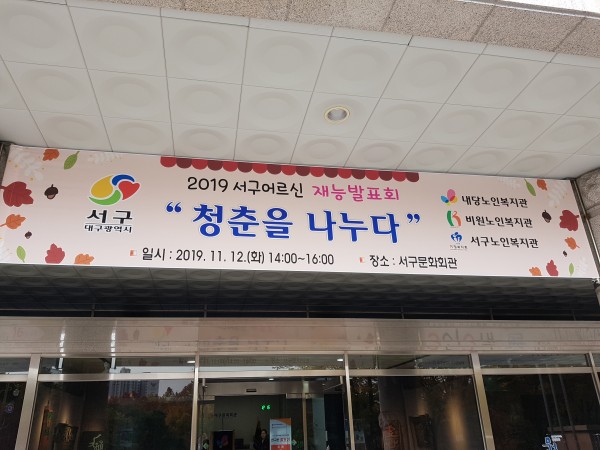 2019 서구어르신 재능발표회
"청춘을 나누다"
일시 : 2019. 11. 12.(화) 14:00~16:00
장소 : 서구문화회관
서구
대구광역시
내당노인복지관
비원노인복지관
서구노인복지관